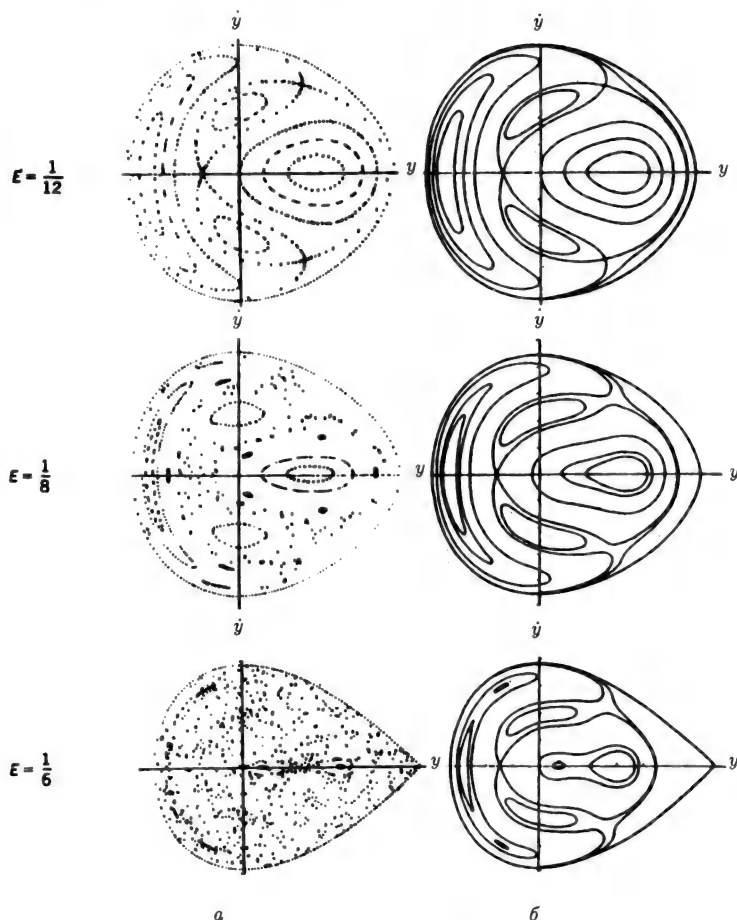 ẏ ẏ
E = 1/12
y y
ẏ ẏ
E = 1/8
y y
ẏ ẏ
E = 1/6
y y
а б